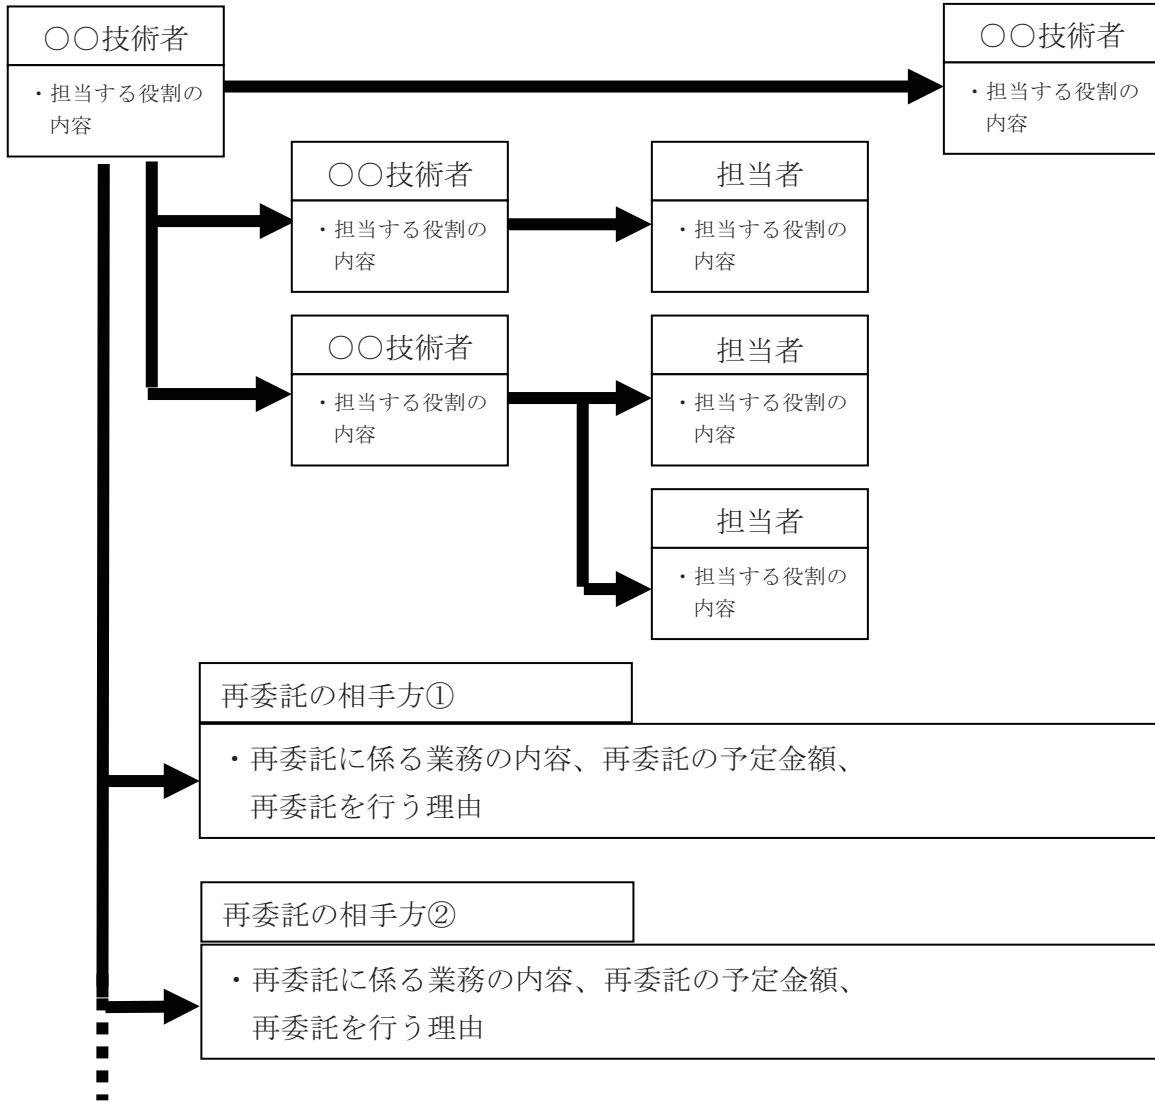 ○○技術者
・担当する役割の
内容
○○技術者
・担当する役割の
内容
○○技術者
・担当する役割の
内容
担当者
・担当する役割の
内容
○○技術者
・担当する役割の
内容
担当者
・担当する役割の
内容
担当者
・担当する役割の
内容
再委託の相手方①
・再委託に係る業務の内容、再委託の予定金額、
再委託を行う理由
再委託の相手方②
・再委託に係る業務の内容、再委託の予定金額、
再委託を行う理由